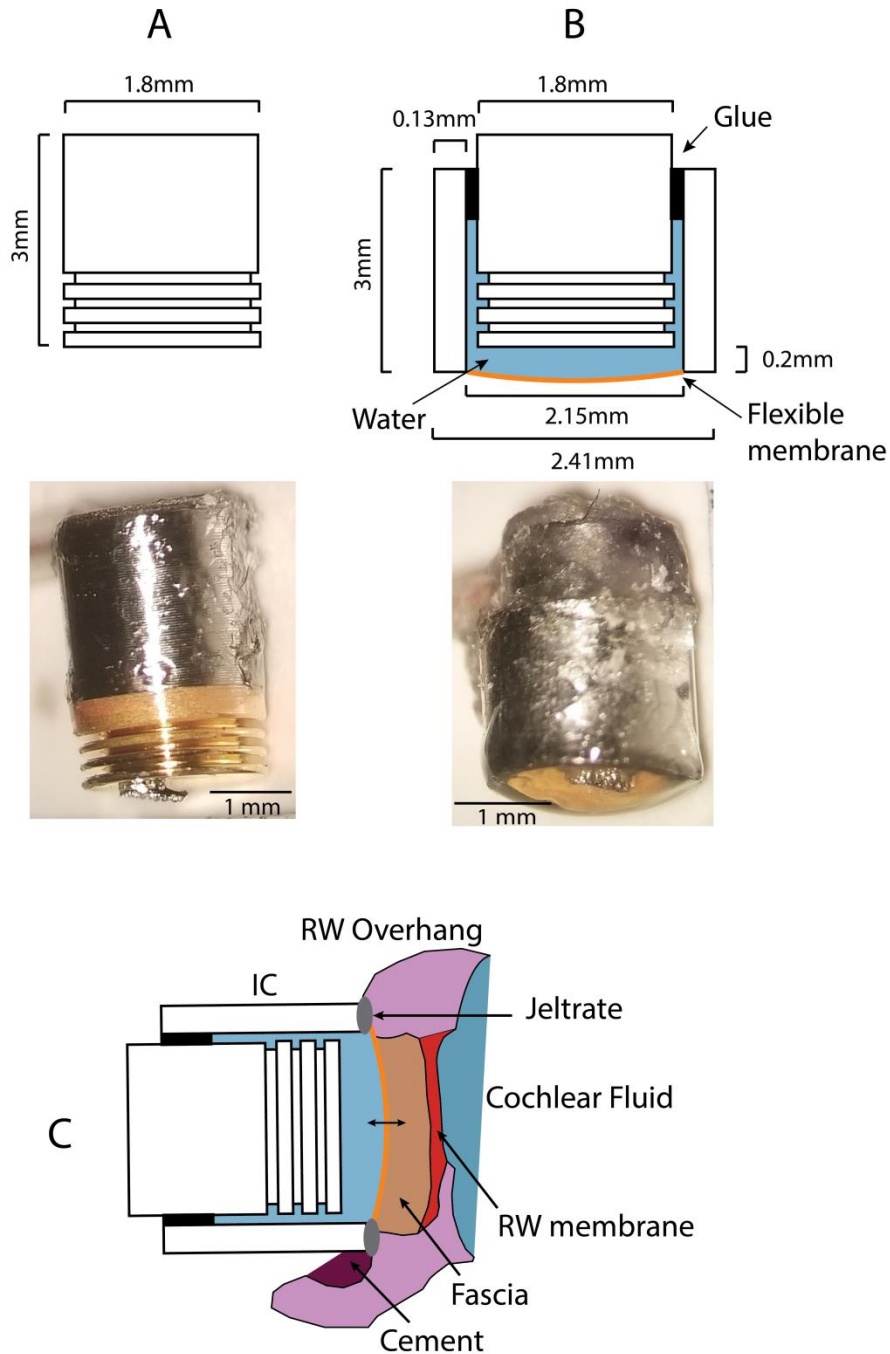 A
B
1.8mm
1.8mm
0.13mm
Glue
3mm
3mm
0.2mm
Water
2.15mm
Flexible
membrane
2.41mm
1 mm
1 mm
RW Overhang
IC
Jeltrate
Cochlear Fluid
C
RW membrane
Fascia
Cement